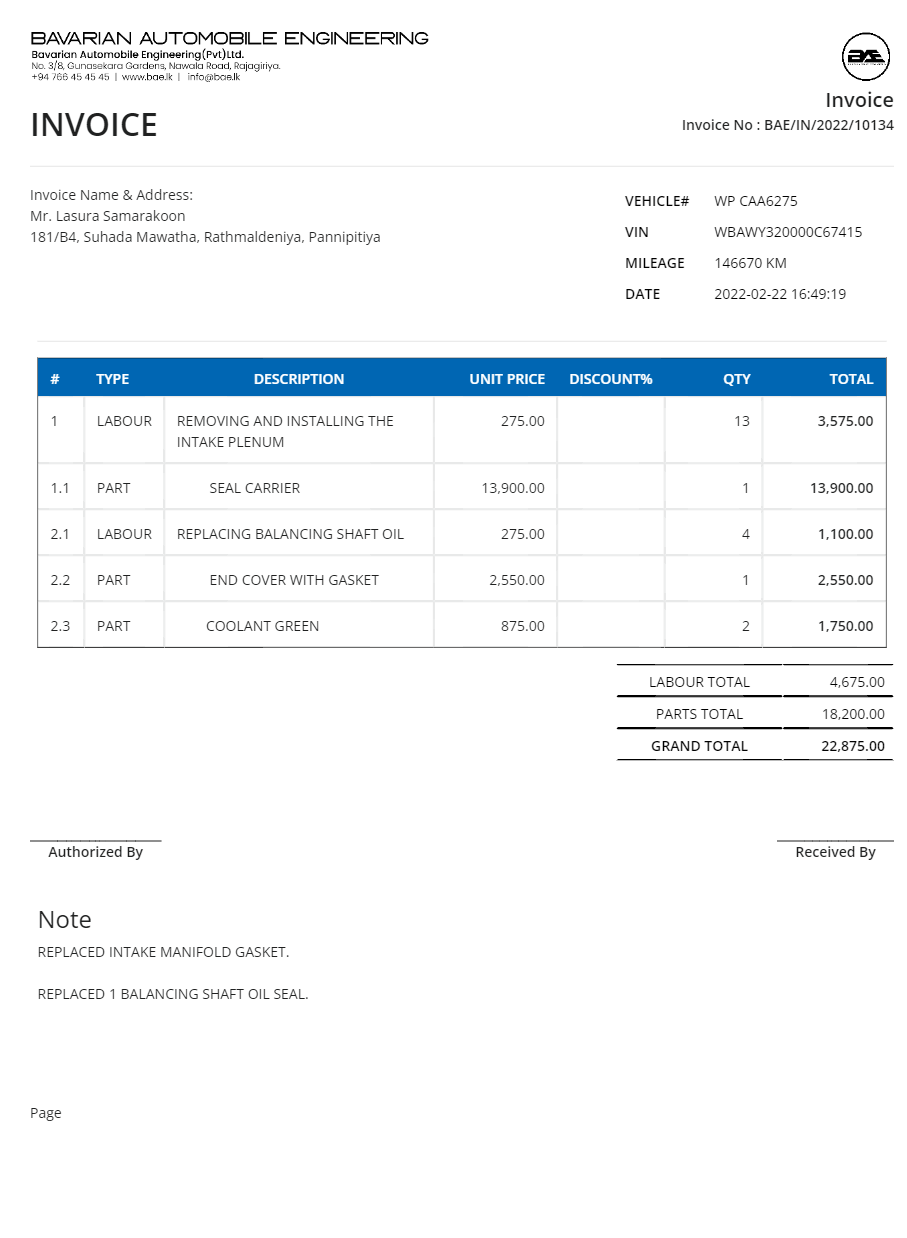 BAVARIAN AUTOMOBILE ENGINEERING
Bavarian Automobile Engineering(Pvt)Ltd.
No. 3/8, Gunasekara Gardens, Nawala Road, Rajagiriya.
+94 766 45 45 45 | www.bae.lk | info@bae.lk
BAE
Invoice
INVOICE
Invoice No : BAE/IN/2022/10134
Invoice Name & Address:
Mr. Lasura Samarakoon
181/B4, Suhada Mawatha, Rathmaldeniya, Pannipitiya
VEHICLE# WP CAA6275
VIN WBAWY320000C67415
MILEAGE 146670 KM
DATE 2022-02-22 16:49:19
# TYPE DESCRIPTION UNIT PRICE DISCOUNT% QTY TOTAL
1 LABOUR REMOVING AND INSTALLING THE 275.00 13 3,575.00
INTAKE PLENUM
1.1 PART SEAL CARRIER 13,900.00 1 13,900.00
2.1 LABOUR REPLACING BALANCING SHAFT OIL 275.00 4 1,100.00
2.2 PART END COVER WITH GASKET 2,550.00 1 2,550.00
2.3 PART COOLANT GREEN 875.00 2 1,750.00
LABOUR TOTAL 4,675.00
PARTS TOTAL 18,200.00
GRAND TOTAL 22,875.00
Authorized By Received By
Note
REPLACED INTAKE MANIFOLD GASKET.
REPLACED 1 BALANCING SHAFT OIL SEAL.
Page